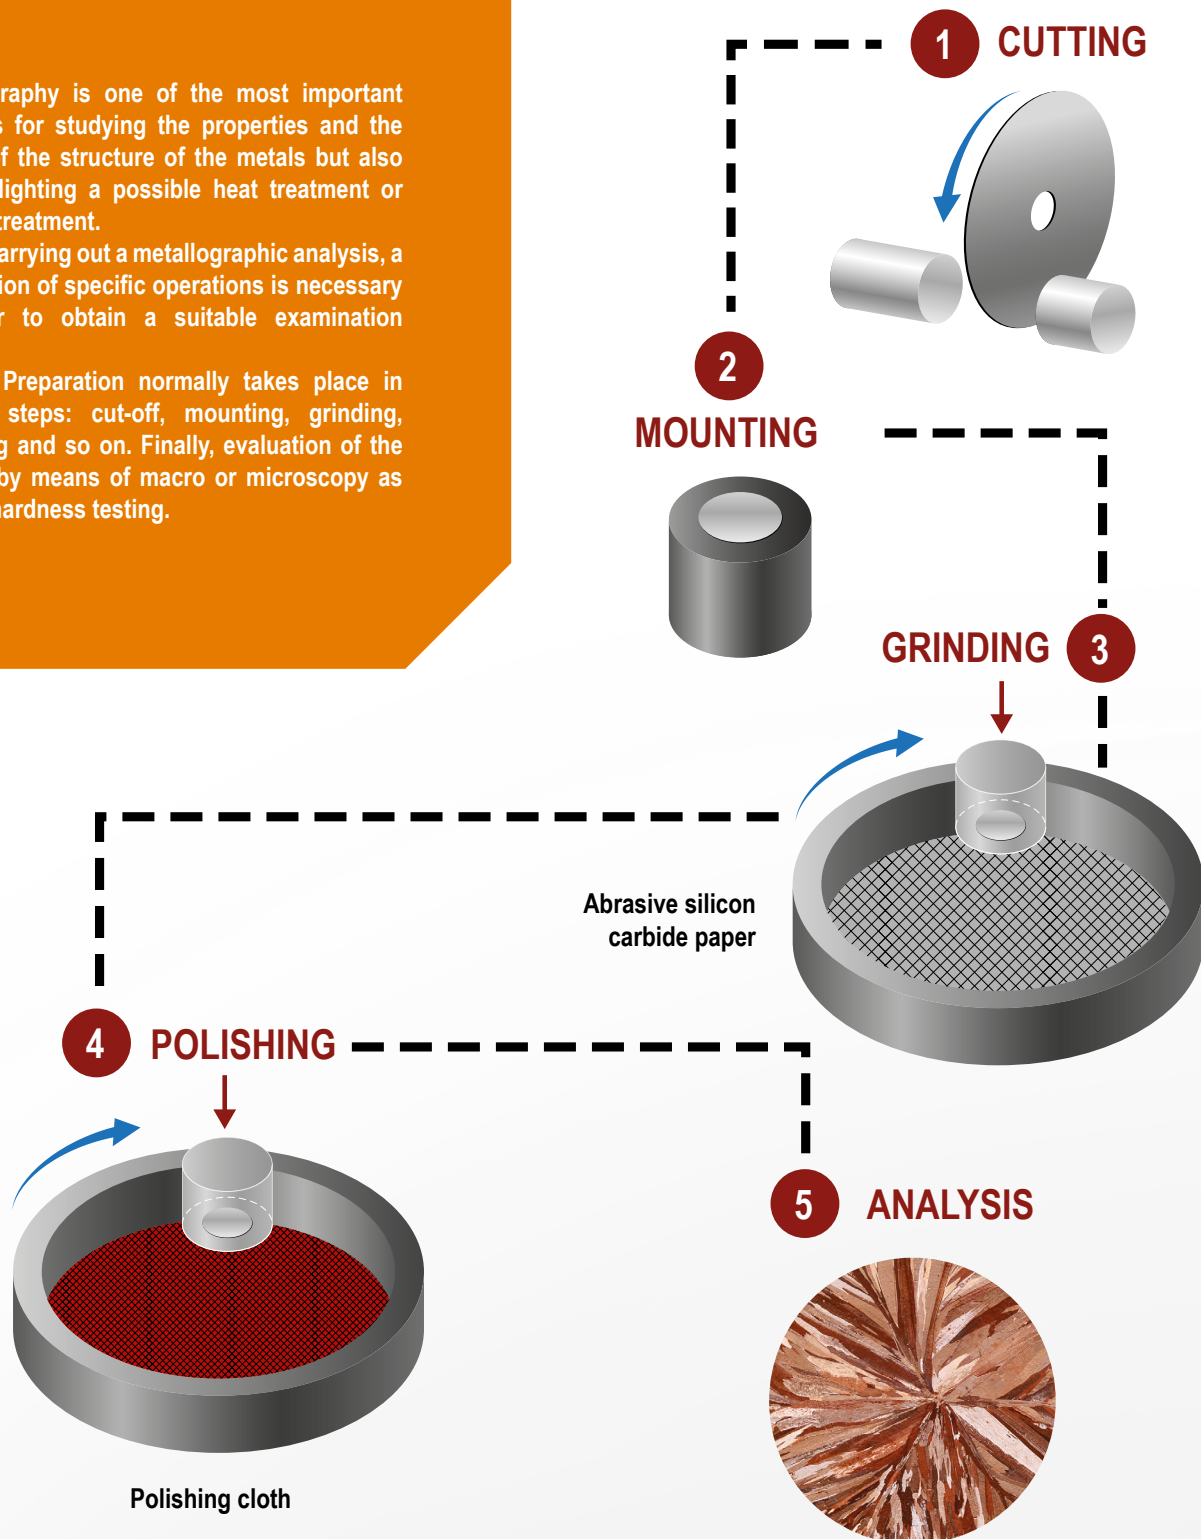 raphy is one of the most important
s for studying the properties and the
f the structure of the metals but also
lighting a possible heat treatment or
treatment.
arrying out a metallographic analysis, a
ion of specific operations is necessary
r to obtain a suitable examination
Preparation normally takes place in
steps: cut-off, mounting, grinding,
g and so on. Finally, evaluation of the
by means of macro or microscopy as
hardness testing.
1 CUTTING
2
MOUNTING
GRINDING 3
Abrasive silicon
carbide paper
4 POLISHING
Polishing cloth
5 ANALYSIS